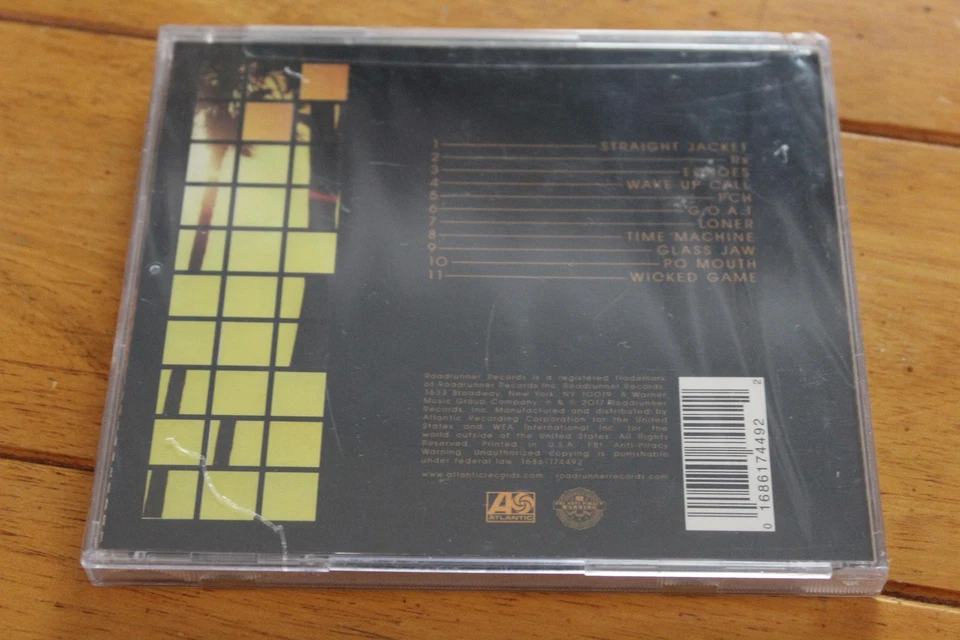 1 STRAIGHT JACKET
2 Rx
3 ECHOES
4 WAKE UP CALL
5 PCH
6 G.O.A.T
7 LONER
8 TIME MACHINE
9 GLASS JAW
10 PO MOUTH
11 WICKED GAME
Roadrunner Records is a registered trademark
of Roadrunner Records Inc. Roadrunner Records.
1633 Broadway, New York, NY 10019. A Warner
Music Group Company. ℗ & © 2017 Roadrunner
Records, Inc. Manufactured and distributed by
Atlantic Recording Corporation for the United
States and WEA International Inc. for the
world outside of the United States. All Rights
Reserved. Printed in U.S.A. FBI Anti-Piracy
Warning: Unauthorized copying is punishable
under federal law. 1686-174492
www.atlanticrecords.com roadrunnerrecords.com
ATLANTIC
WARNING
0 1686174492 2